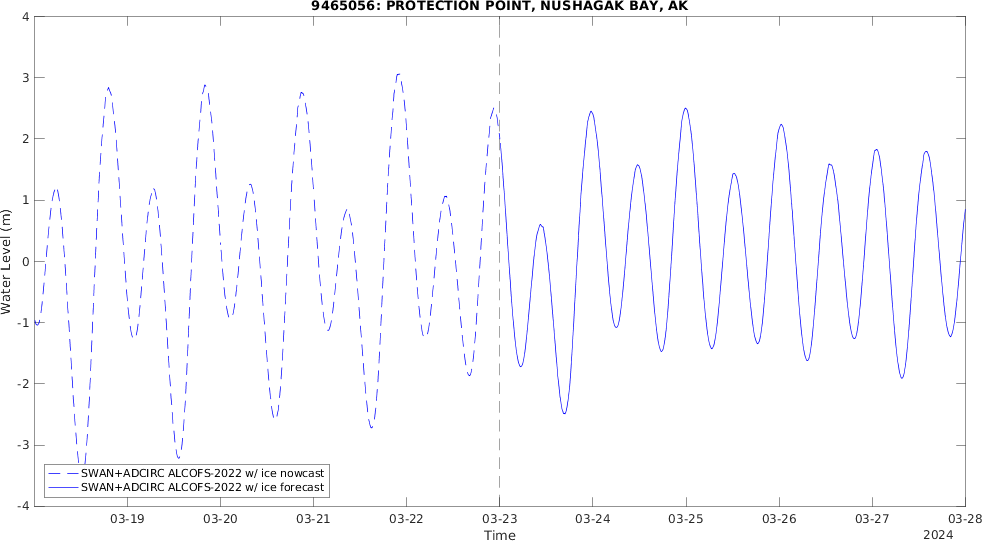 9465056: PROTECTION POINT, NUSHAGAK BAY, AK
4
3
2
1
0
-1
-2
-3
-4
Water Level (m)
SWAN+ADCIRC ALCOFS-2022 w/ ice nowcast
SWAN+ADCIRC ALCOFS-2022 w/ ice forecast
03-19 03-20 03-21 03-22 03-23 03-24 03-25 03-26 03-27 03-28
Time
2024